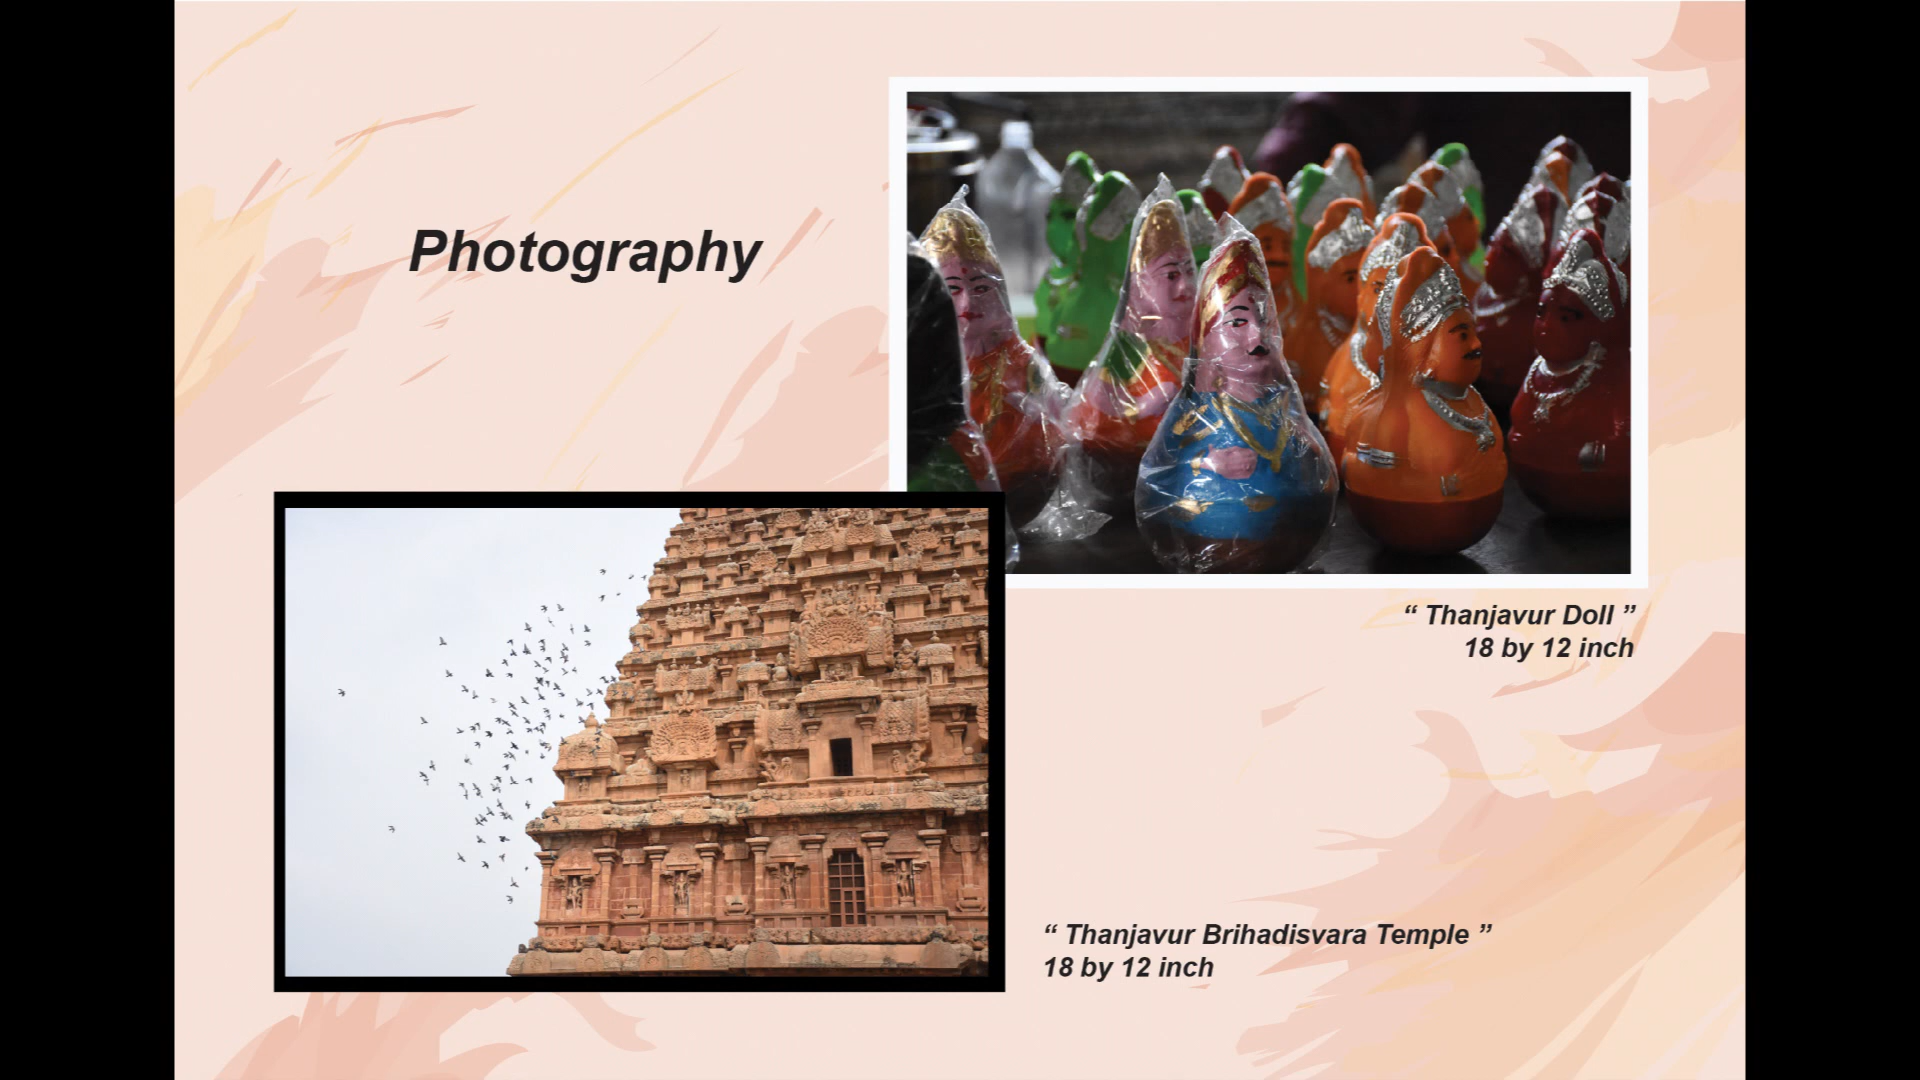 Photography
“ Thanjavur Doll ”
18 by 12 inch
“ Thanjavur Brihadisvara Temple ”
18 by 12 inch